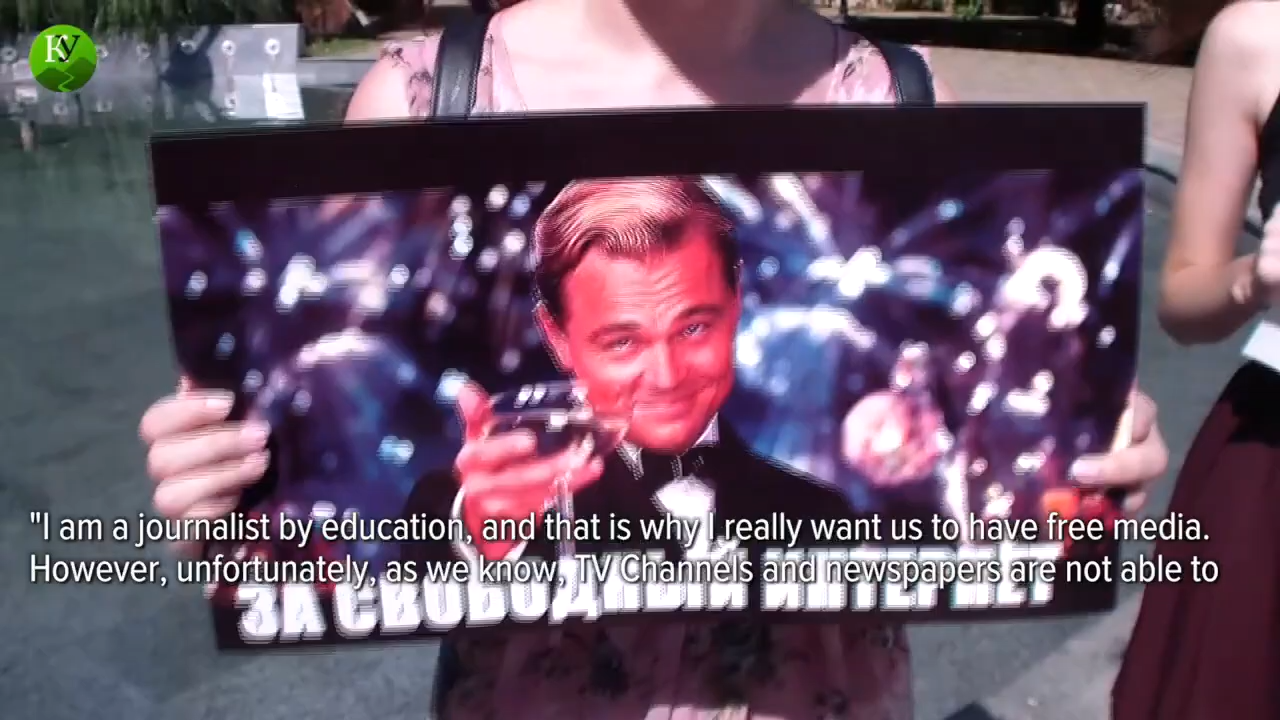 КУ
"I am a journalist by education, and that is why I really want us to have free media.
However, unfortunately, as we know, TV Channels and newspapers are not able to
ЗА СВОБОДНЫЙ ИНТЕРНЕТ